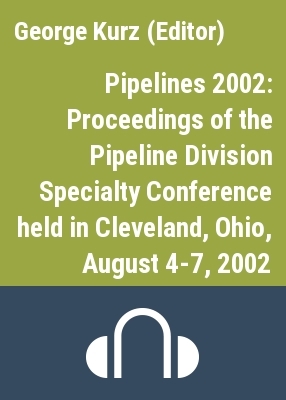 George Kurz (Editor)
Pipelines 2002:
Proceedings of the
Pipeline Division
Specialty Conference
held in Cleveland, Ohio,
August 4-7, 2002